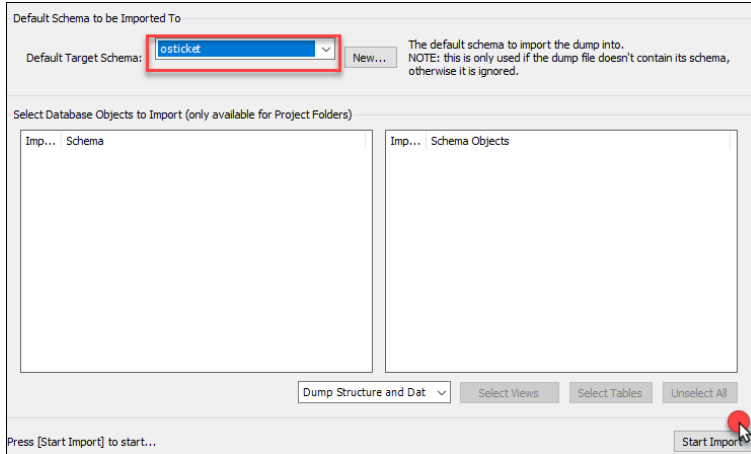 Default Schema to be Imported To
Default Target Schema: osticket New... The default schema to import the dump into.
NOTE: this is only used if the dump file doesn't contain its schema,
otherwise it is ignored.
Select Database Objects to Import (only available for Project Folders)
Imp... Schema Imp... Schema Objects
Dump Structure and Dat Select Views Select Tables Unselect All
Press [Start Import] to start... Start Import